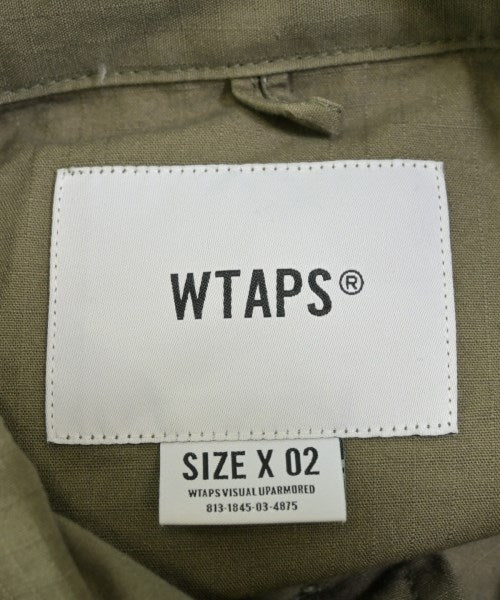 WTAPS®
SIZE X 02
WTAPS VISUAL UPARMORED
813-1845-03-4875